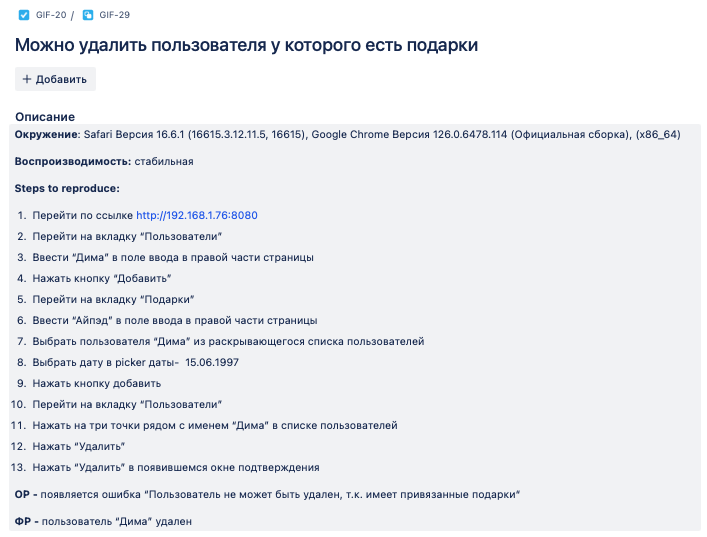 GIF-20 / GIF-29
Можно удалить пользователя у которого есть подарки
+ Добавить
Описание
Окружение: Safari Версия 16.6.1 (16615.3.12.11.5, 16615), Google Chrome Версия 126.0.6478.114 (Официальная сборка), (x86_64)
Воспроизводимость: стабильная
Steps to reproduce:
1. Перейти по ссылке http://192.168.1.76:8080
2. Перейти на вкладку “Пользователи”
3. Ввести “Дима” в поле ввода в правой части страницы
4. Нажать кнопку “Добавить”
5. Перейти на вкладку “Подарки”
6. Ввести “Айпэд” в поле ввода в правой части страницы
7. Выбрать пользователя “Дима” из раскрывающегося списка пользователей
8. Выбрать дату в picker даты- 15.06.1997
9. Нажать кнопку добавить
10. Перейти на вкладку “Пользователи”
11. Нажать на три точки рядом с именем “Дима” в списке пользователей
12. Нажать “Удалить”
13. Нажать “Удалить” в появившемся окне подтверждения
ОР - появляется ошибка “Пользователь не может быть удален, т.к. имеет привязанные подарки”
ФР - пользователь “Дима” удален